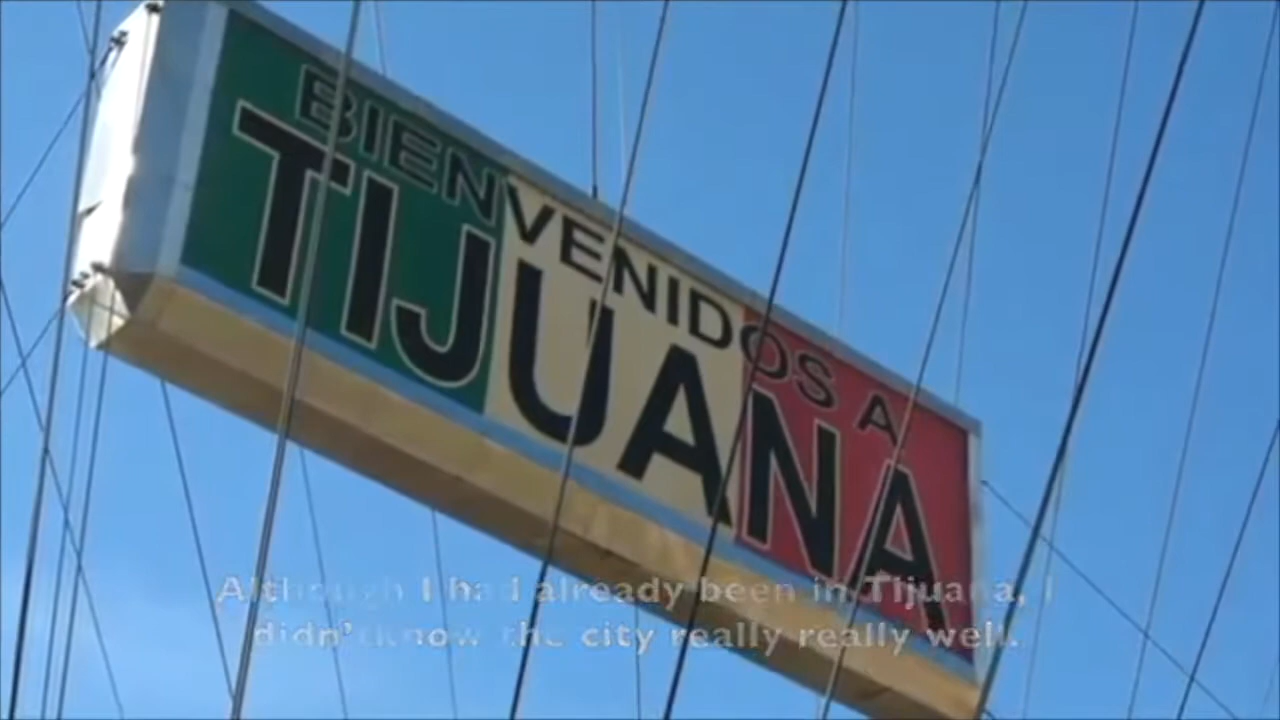 BIENVENIDOS A
TIJUANA
Although I had already been in TIjuana, I
didn't know the city really really well.